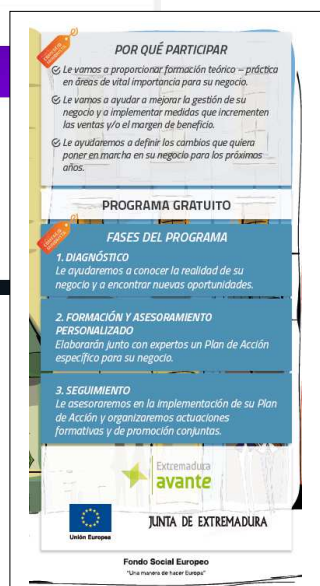 POR QUÉ PARTICIPAR
Le vamos a proporcionar formación teórico – práctica
en áreas de vital importancia para su negocio.
Le vamos a ayudar a mejorar la gestión de su
negocio y a implementar medidas que incrementen
las ventas y/o el margen de beneficio.
Le ayudaremos a definir los cambios que quiera
poner en marcha en su negocio para los próximos
años.
PROGRAMA GRATUITO
FASES DEL PROGRAMA
1. DIAGNÓSTICO
Le ayudaremos a conocer la realidad de su
negocio y a encontrar nuevas oportunidades.
2. FORMACIÓN Y ASESORAMIENTO
PERSONALIZADO
Elaborarán junto con expertos un Plan de Acción
específico para su negocio.
3. SEGUIMIENTO
Le asesoraremos en la implementación de su Plan
de Acción y organizaremos actuaciones
formativas y de promoción conjuntas.
Extremadura
avante
Unión Europea
JUNTA DE EXTREMADURA
Fondo Social Europeo
"Una manera de hacer Europa"